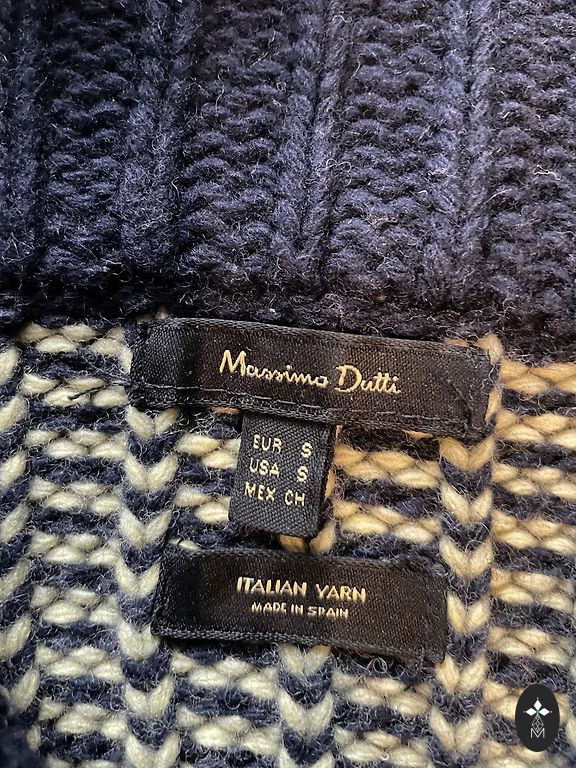 Massimo Dutti
EUR S
USA S
MEX CH
ITALIAN YARN
MADE IN SPAIN
M